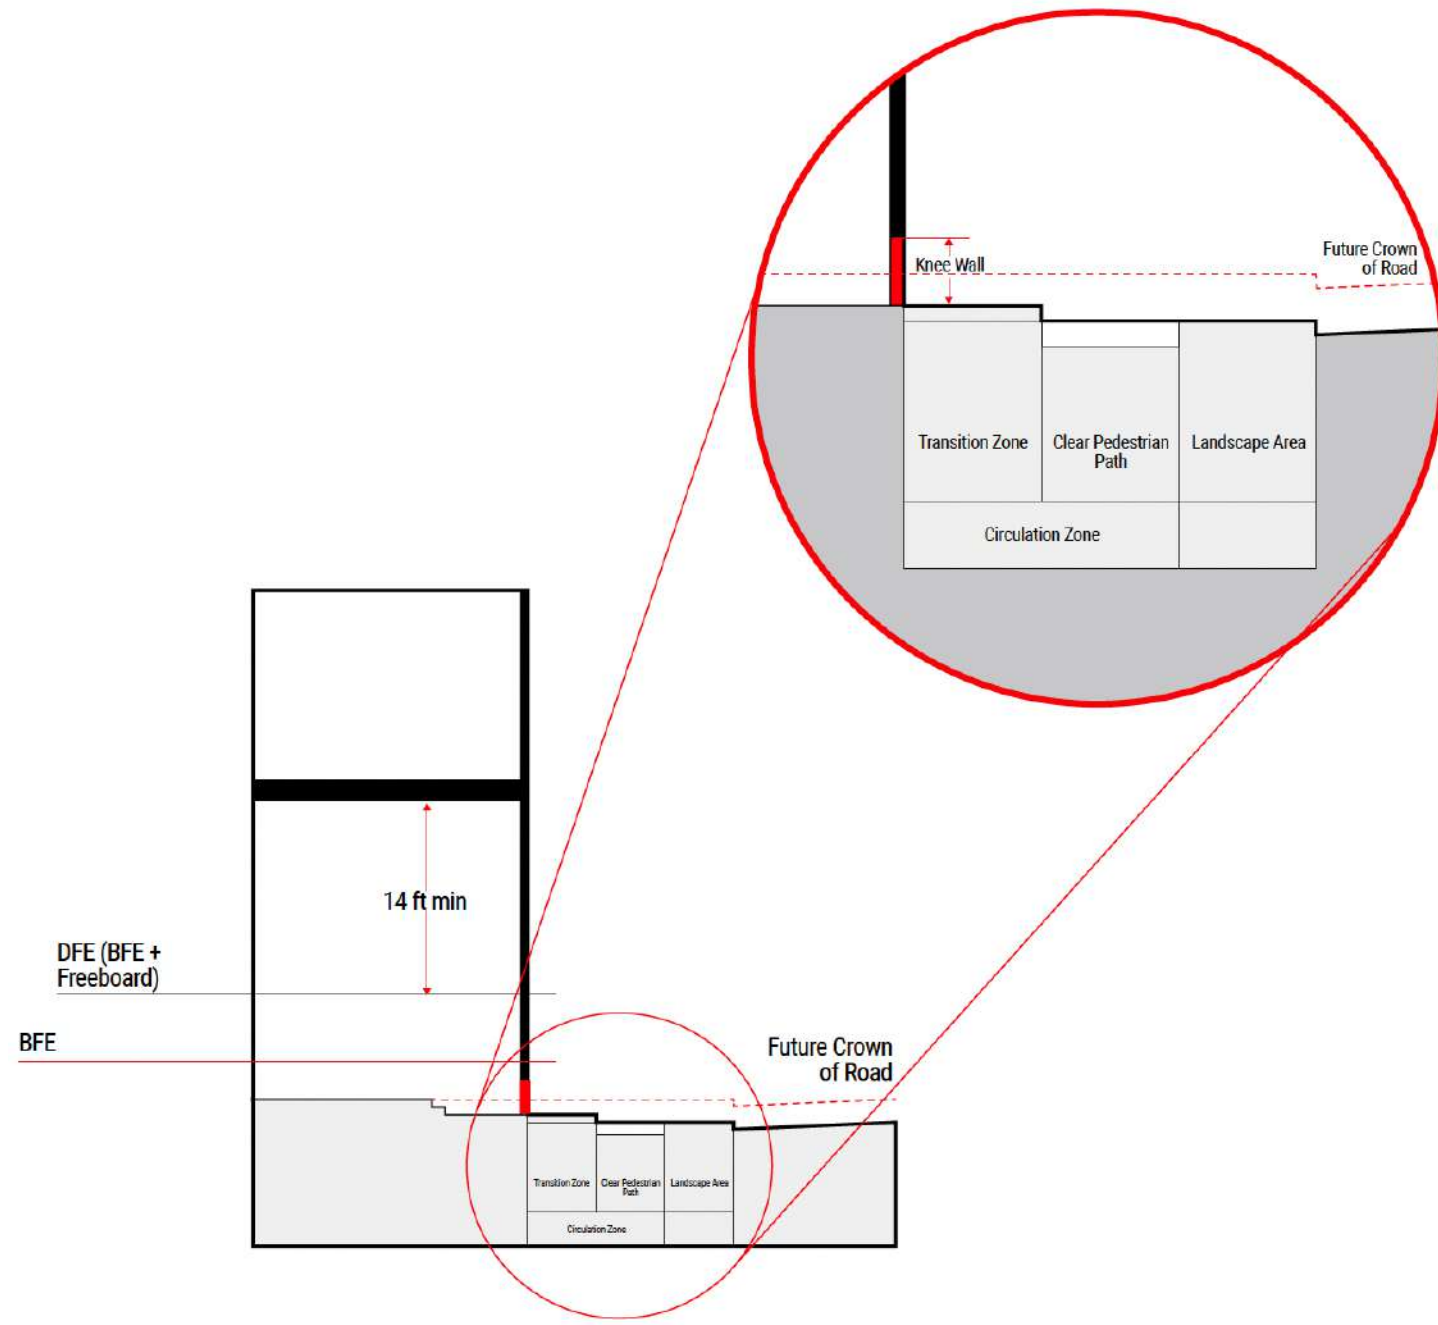 Future Crown
of Road
Knee Wall
Transition Zone
Clear Pedestrian
Path
Landscape Area
Circulation Zone
14 ft min
DFE (BFE +
Freeboard)
BFE
Future Crown
of Road
Transition Zone
Clear Pedestrian
Path
Landscape Area
Circulation Zone